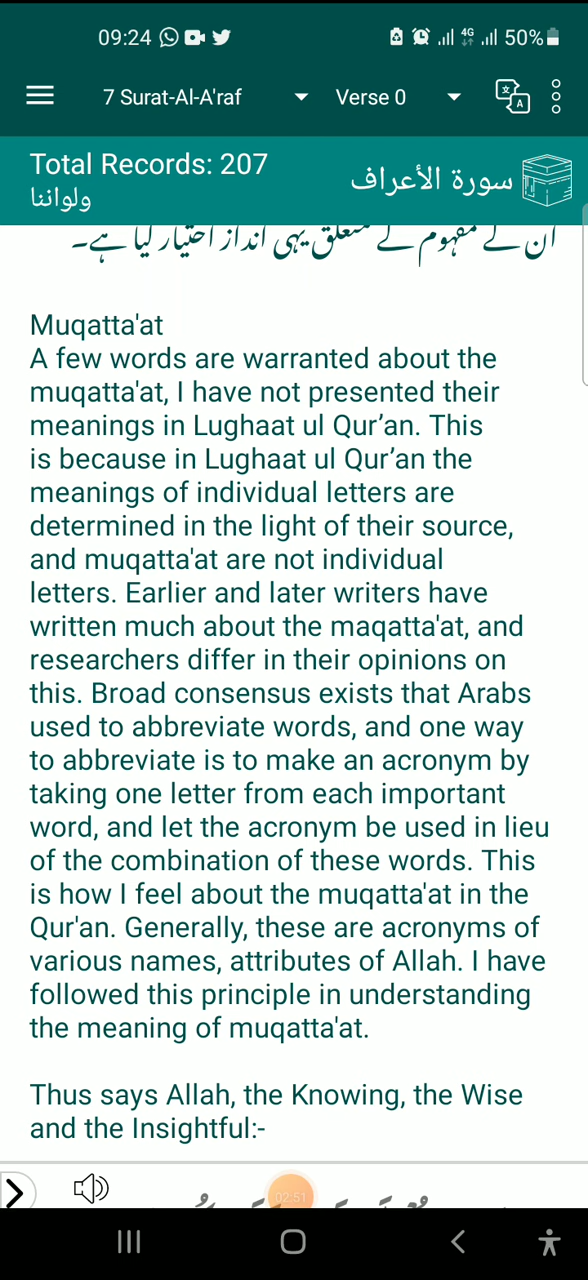 09:24 4G 50%
7 Surat-Al-A'raf Verse 0
Total Records: 207
سورة الأعراف
ولواننا
ان کے مفہوم کے متعلق یہی انداز اختیار کیا ہے۔
Muqatta'at
A few words are warranted about the
muqatta'at, I have not presented their
meanings in Lughaat ul Qur’an. This
is because in Lughaat ul Qur’an the
meanings of individual letters are
determined in the light of their source,
and muqatta'at are not individual
letters. Earlier and later writers have
written much about the maqatta'at, and
researchers differ in their opinions on
this. Broad consensus exists that Arabs
used to abbreviate words, and one way
to abbreviate is to make an acronym by
taking one letter from each important
word, and let the acronym be used in lieu
of the combination of these words. This
is how I feel about the muqatta'at in the
Qur'an. Generally, these are acronyms of
various names, attributes of Allah. I have
followed this principle in understanding
the meaning of muqatta'at.
Thus says Allah, the Knowing, the Wise
and the Insightful:-
02:51